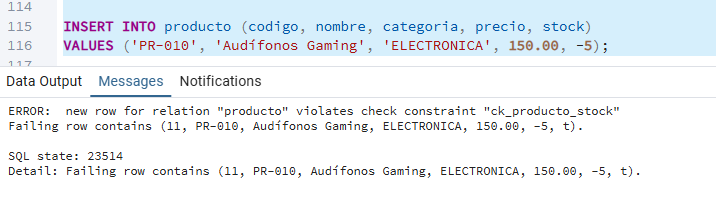 114
115 INSERT INTO producto (codigo, nombre, categoria, precio, stock)
116 VALUES ('PR-010', 'Audífonos Gaming', 'ELECTRONICA', 150.00, -5);
117
Data Output Messages Notifications
ERROR:  new row for relation "producto" violates check constraint "ck_producto_stock"
Failing row contains (11, PR-010, Audífonos Gaming, ELECTRONICA, 150.00, -5, t).
SQL state: 23514
Detail: Failing row contains (11, PR-010, Audífonos Gaming, ELECTRONICA, 150.00, -5, t).